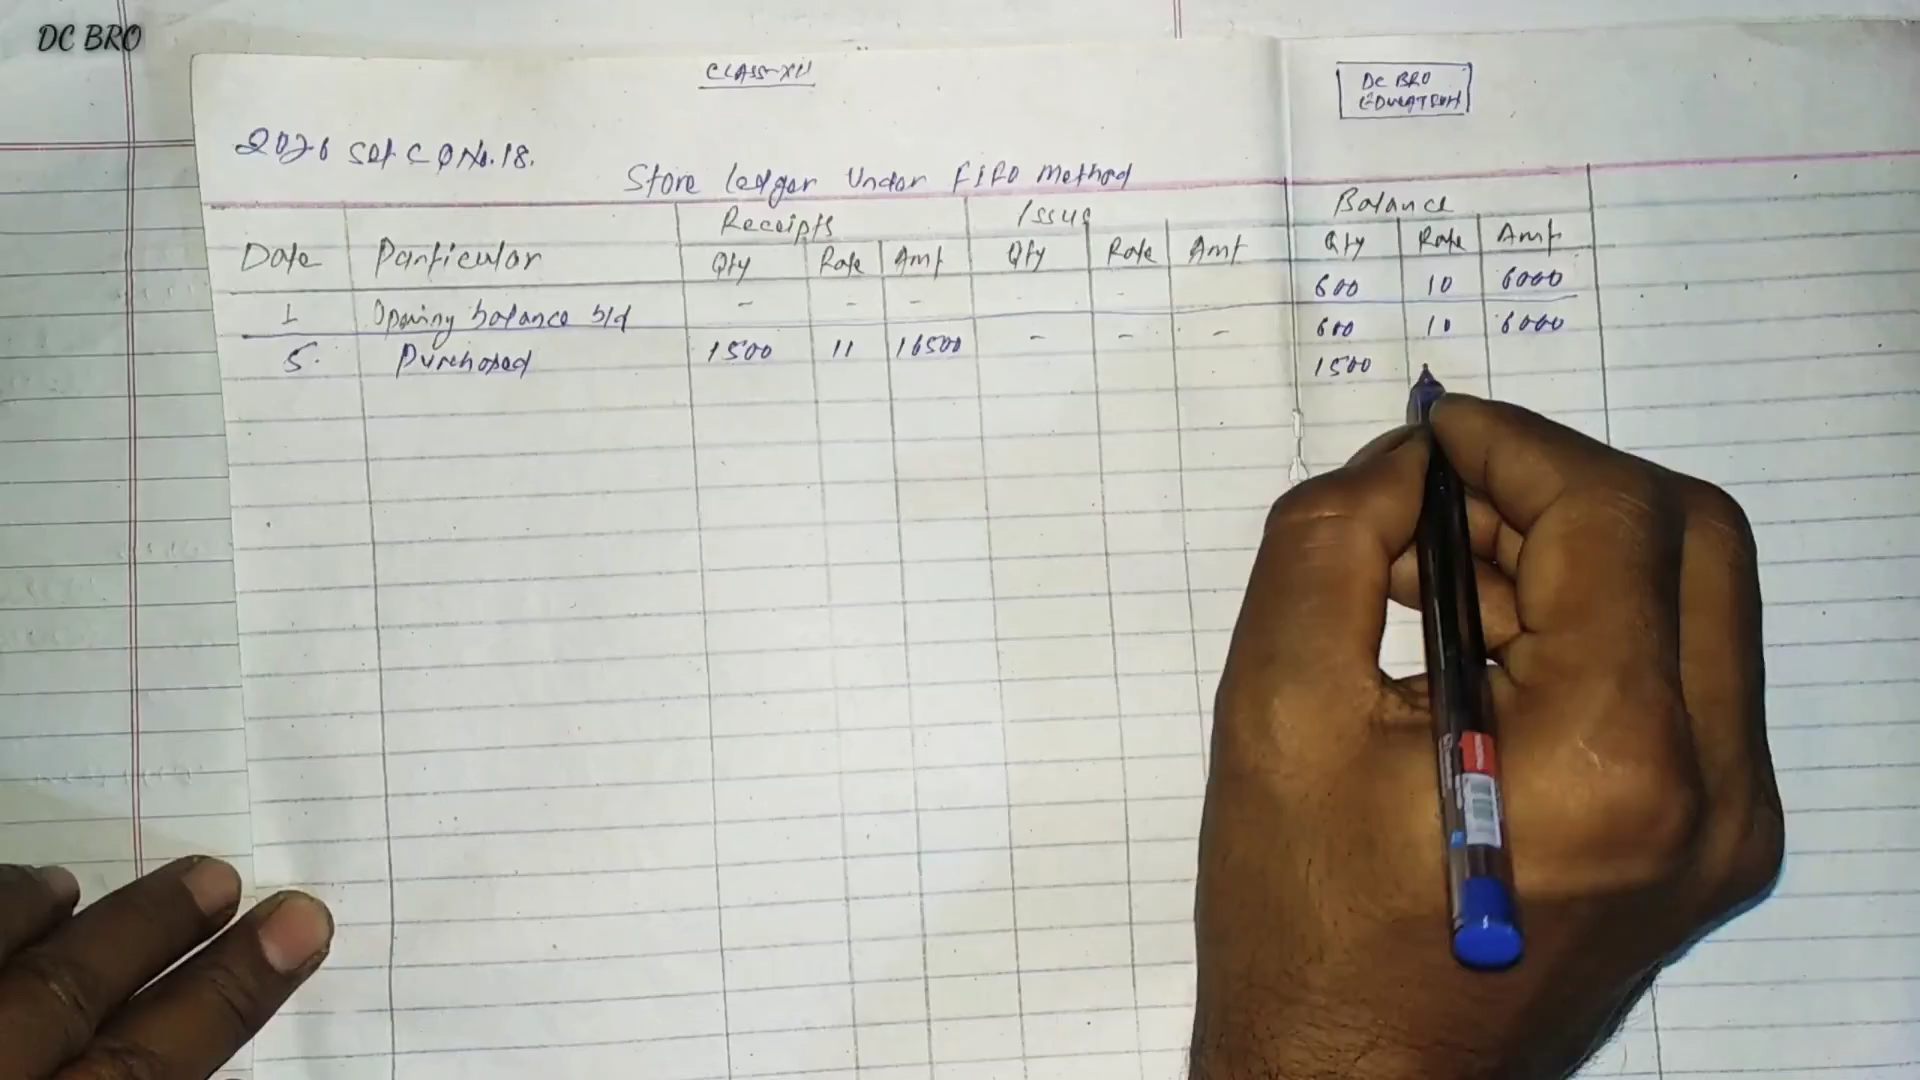 DC BRO
CLASS-XII
DC BRO
EDUCATION
2026 Set C Q No. 18.
Store ledger Under FIFO Method
Date Particular Receipts Issue Balance
Qty Rate Amt Qty Rate Amt Qty Rate Amt
1 Opening balance b/d - - - - - - 600 10 6000
5. Purchased 1500 11 16500 - - - 600 10 6000
1500